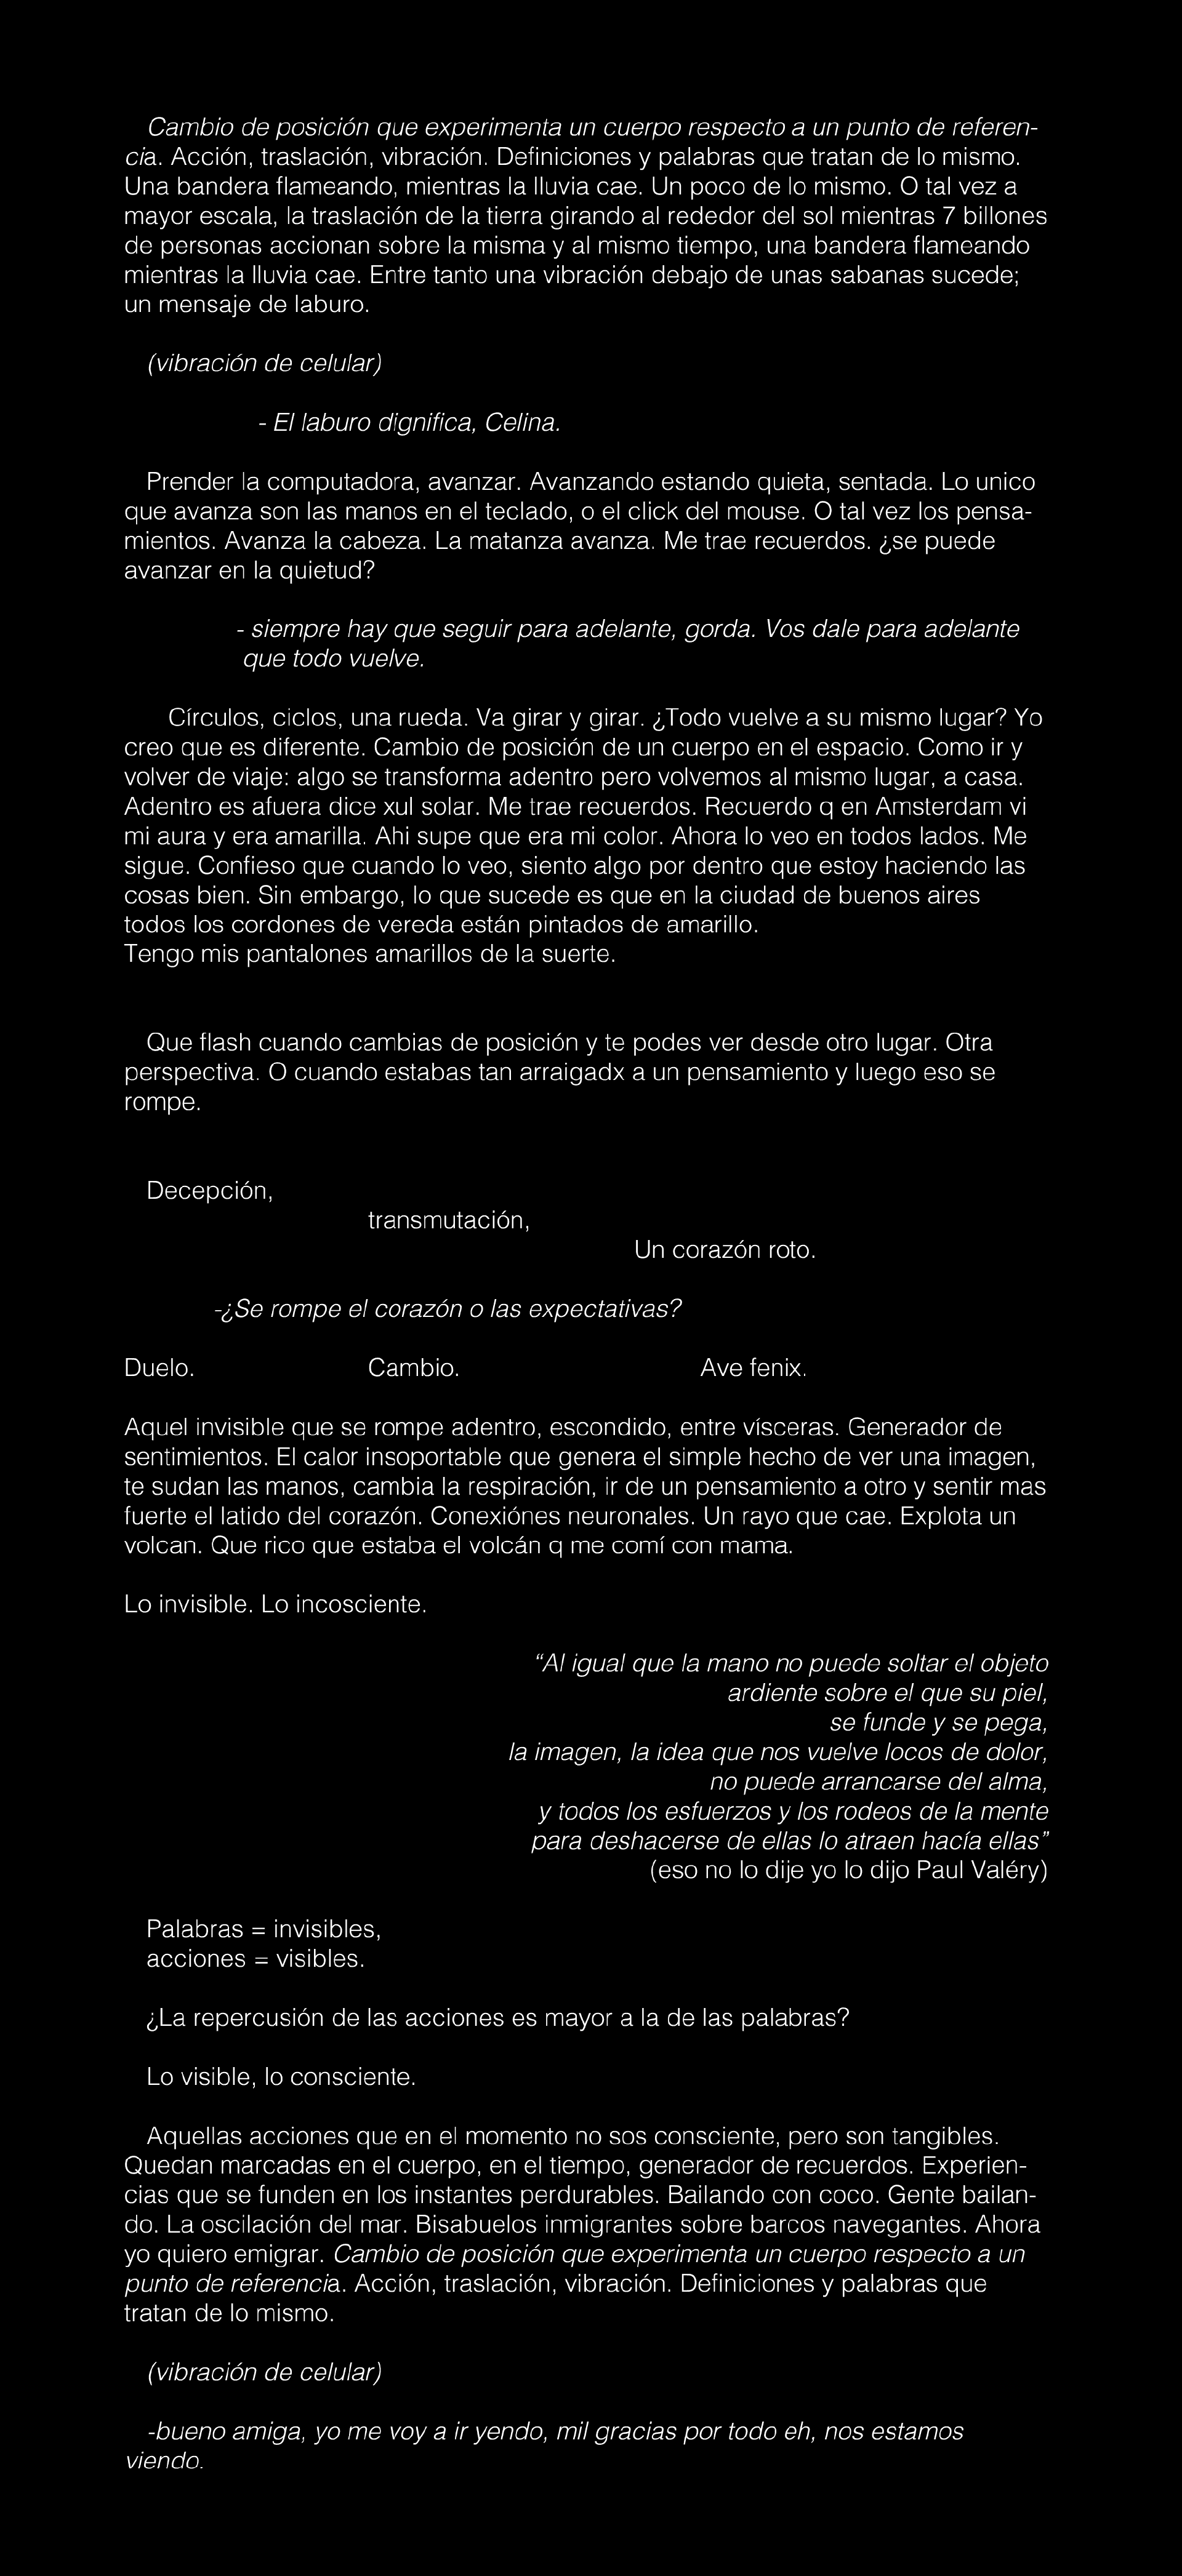 Cambio de posición que experimenta un cuerpo respecto a un punto de referen-
cia. Acción, traslación, vibración. Definiciones y palabras que tratan de lo mismo.
Una bandera flameando, mientras la lluvia cae. Un poco de lo mismo. O tal vez a
mayor escala, la traslación de la tierra girando al rededor del sol mientras 7 billones
de personas accionan sobre la misma y al mismo tiempo, una bandera flameando
mientras la lluvia cae. Entre tanto una vibración debajo de unas sabanas sucede;
un mensaje de laburo.
(vibración de celular)
- El laburo dignifica, Celina.
Prender la computadora, avanzar. Avanzando estando quieta, sentada. Lo unico
que avanza son las manos en el teclado, o el click del mouse. O tal vez los pensa-
mientos. Avanza la cabeza. La matanza avanza. Me trae recuerdos. ¿se puede
avanzar en la quietud?
- siempre hay que seguir para adelante, gorda. Vos dale para adelante
que todo vuelve.
Círculos, ciclos, una rueda. Va girar y girar. ¿Todo vuelve a su mismo lugar? Yo
creo que es diferente. Cambio de posición de un cuerpo en el espacio. Como ir y
volver de viaje: algo se transforma adentro pero volvemos al mismo lugar, a casa.
Adentro es afuera dice xul solar. Me trae recuerdos. Recuerdo q en Amsterdam vi
mi aura y era amarilla. Ahi supe que era mi color. Ahora lo veo en todos lados. Me
sigue. Confieso que cuando lo veo, siento algo por dentro que estoy haciendo las
cosas bien. Sin embargo, lo que sucede es que en la ciudad de buenos aires
todos los cordones de vereda están pintados de amarillo.
Tengo mis pantalones amarillos de la suerte.
Que flash cuando cambias de posición y te podes ver desde otro lugar. Otra
perspectiva. O cuando estabas tan arraigadx a un pensamiento y luego eso se
rompe.
Decepción,
transmutación,
Un corazón roto.
-¿Se rompe el corazón o las expectativas?
Duelo. Cambio. Ave fenix.
Aquel invisible que se rompe adentro, escondido, entre vísceras. Generador de
sentimientos. El calor insoportable que genera el simple hecho de ver una imagen,
te sudan las manos, cambia la respiración, ir de un pensamiento a otro y sentir mas
fuerte el latido del corazón. Conexiónes neuronales. Un rayo que cae. Explota un
volcan. Que rico que estaba el volcán q me comí con mama.
Lo invisible. Lo incosciente.
“Al igual que la mano no puede soltar el objeto
ardiente sobre el que su piel,
se funde y se pega,
la imagen, la idea que nos vuelve locos de dolor,
no puede arrancarse del alma,
y todos los esfuerzos y los rodeos de la mente
para deshacerse de ellas lo atraen hacía ellas”
(eso no lo dije yo lo dijo Paul Valéry)
Palabras = invisibles,
acciones = visibles.
¿La repercusión de las acciones es mayor a la de las palabras?
Lo visible, lo consciente.
Aquellas acciones que en el momento no sos consciente, pero son tangibles.
Quedan marcadas en el cuerpo, en el tiempo, generador de recuerdos. Experien-
cias que se funden en los instantes perdurables. Bailando con coco. Gente bailan-
do. La oscilación del mar. Bisabuelos inmigrantes sobre barcos navegantes. Ahora
yo quiero emigrar. Cambio de posición que experimenta un cuerpo respecto a un
punto de referencia. Acción, traslación, vibración. Definiciones y palabras que
tratan de lo mismo.
(vibración de celular)
-bueno amiga, yo me voy a ir yendo, mil gracias por todo eh, nos estamos
viendo.